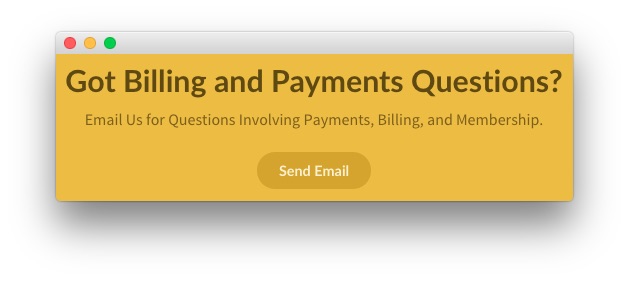 Got Billing and Payments Questions?
Email Us for Questions Involving Payments, Billing, and Membership.
Send Email